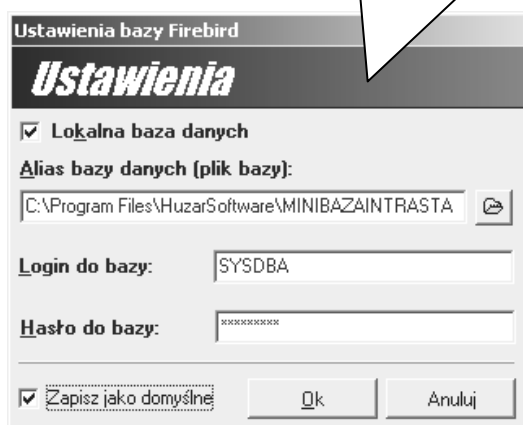 Ustawienia bazy Firebird
Ustawienia
Lokalna baza danych
Alias bazy danych (plik bazy):
C:\Program Files\HuzarSoftware\MINIBAZAINTRASTA
Login do bazy: SYSDBA
Hasło do bazy: xxxxxxxxx
Zapisz jako domyślne Ok Anuluj